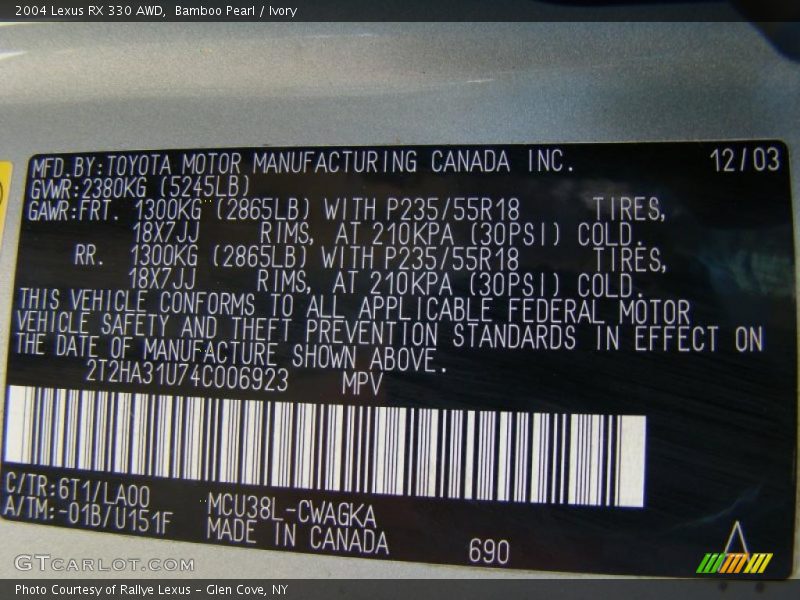 2004 Lexus RX 330 AWD,  Bamboo Pearl / Ivory
MFD.BY:TOYOTA MOTOR MANUFACTURING CANADA INC. 12/03
GVWR:2380KG (5245LB)
GAWR:FRT. 1300KG (2865LB) WITH P235/55R18 TIRES,
18X7JJ RIMS, AT 210KPA (30PSI) COLD.
RR. 1300KG (2865LB) WITH P235/55R18 TIRES,
18X7JJ RIMS, AT 210KPA (30PSI) COLD.
THIS VEHICLE CONFORMS TO ALL APPLICABLE FEDERAL MOTOR
VEHICLE SAFETY AND THEFT PREVENTION STANDARDS IN EFFECT ON
THE DATE OF MANUFACTURE SHOWN ABOVE.
2T2HA31U74C006923 MPV
C/TR:6T1/LA00 MCU38L-CWAGKA
A/TM:-01B/U151F MADE IN CANADA 690
GTCARLOT.COM
Photo Courtesy of Rallye Lexus - Glen Cove, NY